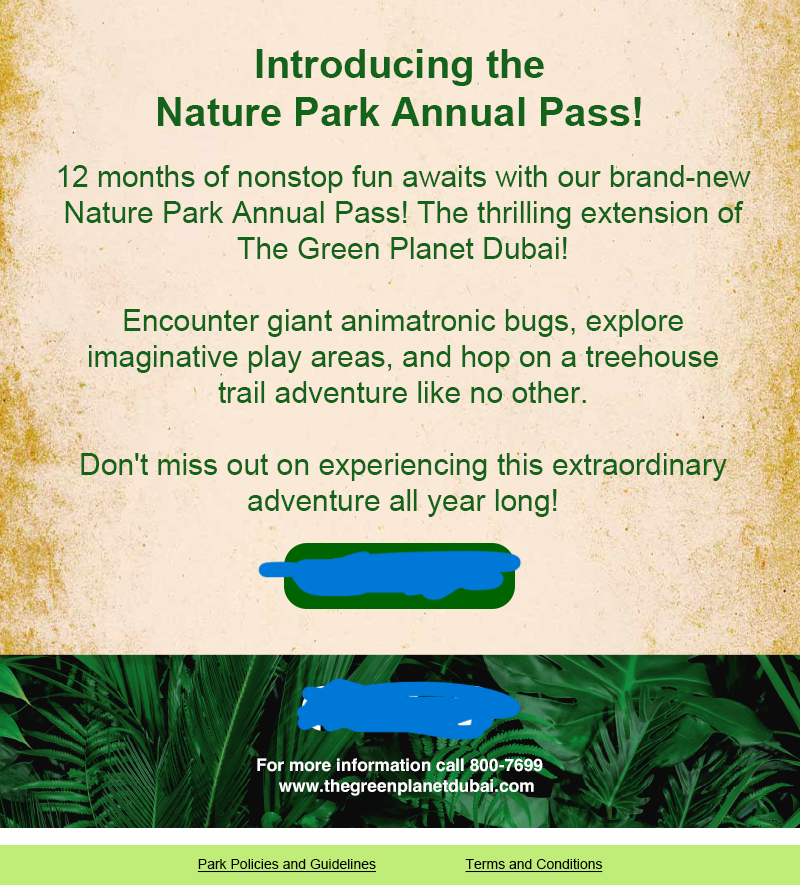 Introducing the
Nature Park Annual Pass!
12 months of nonstop fun awaits with our brand-new
Nature Park Annual Pass! The thrilling extension of
The Green Planet Dubai!
Encounter giant animatronic bugs, explore
imaginative play areas, and hop on a treehouse
trail adventure like no other.
Don't miss out on experiencing this extraordinary
adventure all year long!
For more information call 800-7699
www.thegreenplanetdubai.com
Park Policies and Guidelines Terms and Conditions